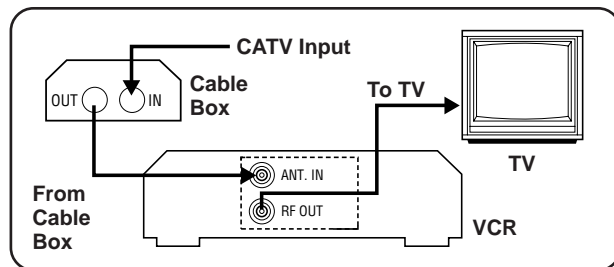 CATV Input
Cable
Box
OUT
IN
To TV
TV
ANT. IN
RF OUT
From
Cable
Box
VCR